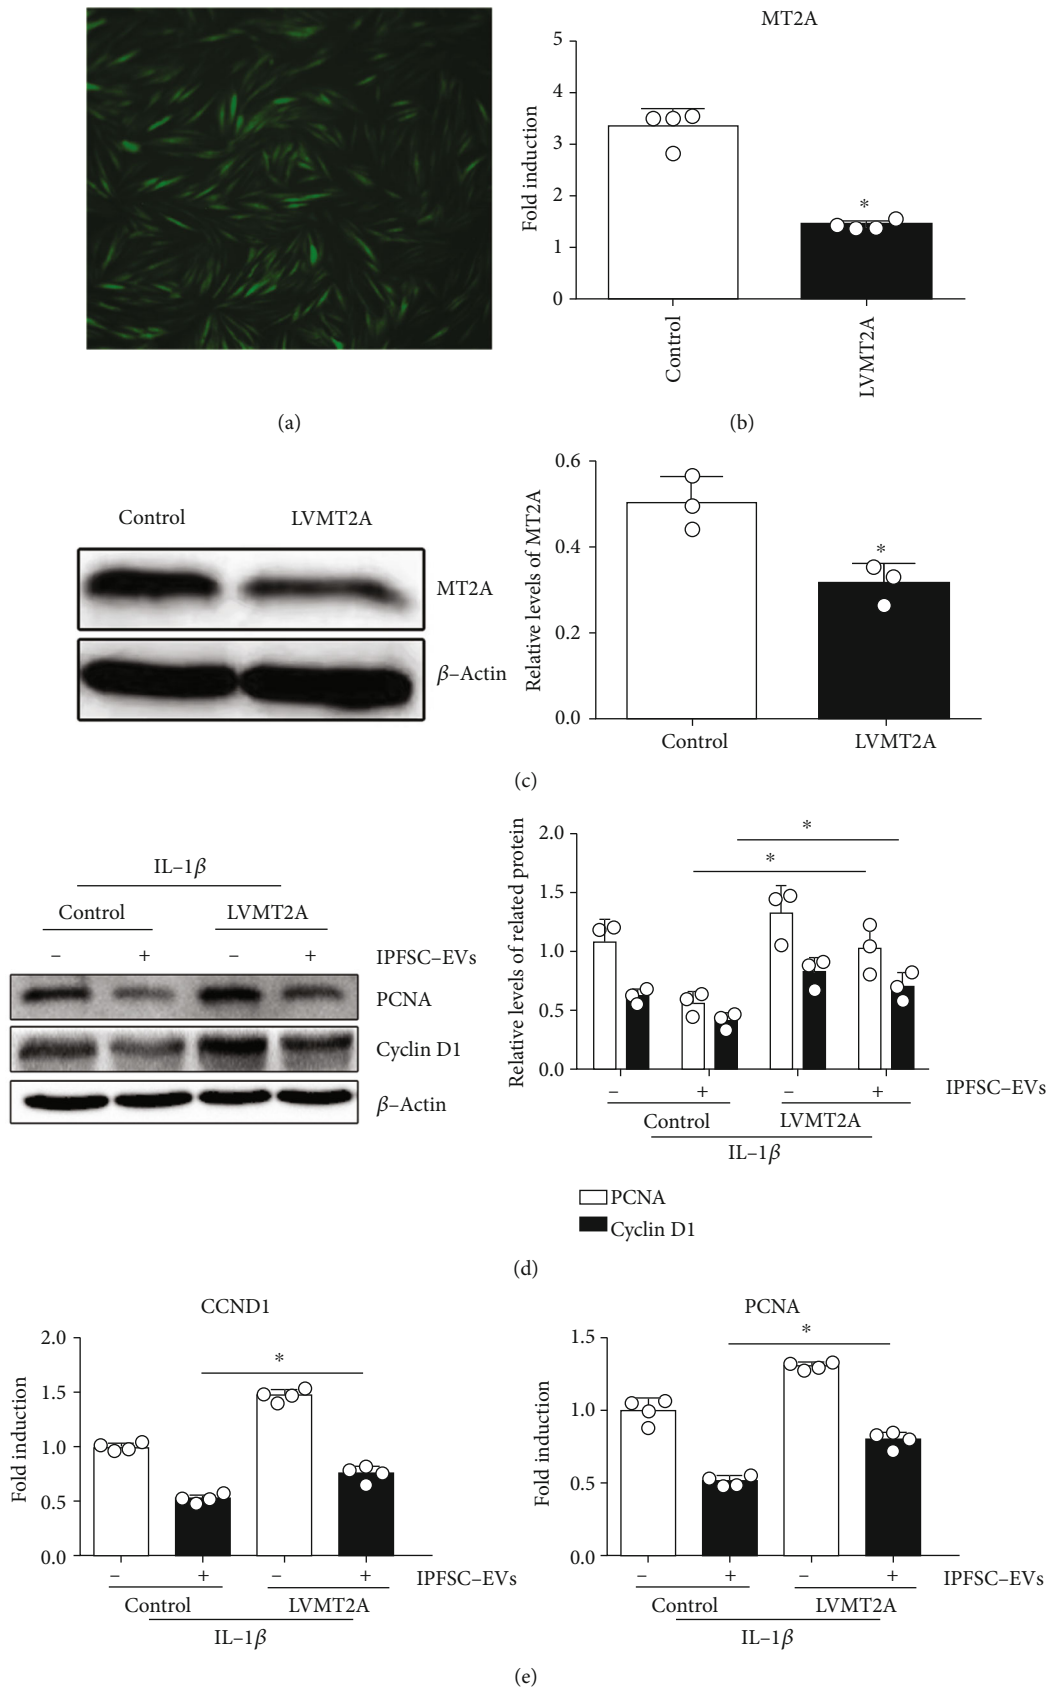 MT2A
5
4
3
2
1
0
Fold induction
*
Control
LVMT2A
(a)
(b)
Control LVMT2A
MT2A
β–Actin
0.6
0.4
0.2
0.0
Relative levels of MT2A
*
Control LVMT2A
(c)
IL–1β
Control LVMT2A
– + – + IPFSC–EVs
PCNA
Cyclin D1
β–Actin
2.0
1.5
1.0
0.5
0.0
Relative levels of related protein
*
*
– + – + IPFSC–EVs
Control LVMT2A
IL–1β
PCNA
Cyclin D1
(d)
CCND1
2.0
1.5
1.0
0.5
0.0
Fold induction
*
– + – + IPFSC–EVs
Control LVMT2A
IL–1β
PCNA
1.5
1.0
0.5
0.0
Fold induction
*
– + – + IPFSC–EVs
Control LVMT2A
IL–1β
(e)